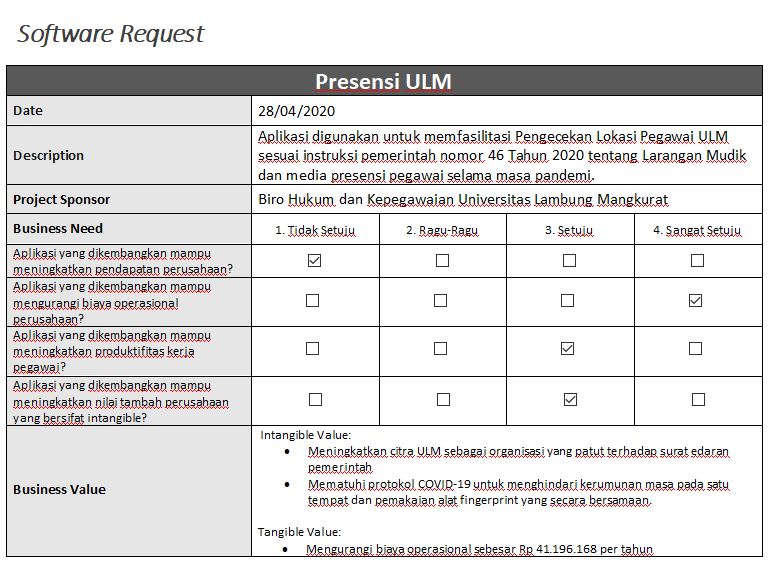 Software Request
Presensi ULM
Date
28/04/2020
Description
Aplikasi digunakan untuk memfasilitasi Pengecekan Lokasi Pegawai ULM
sesuai instruksi pemerintah nomor 46 Tahun 2020 tentang Larangan Mudik
dan media presensi pegawai selama masa pandemi.
Project Sponsor
Biro Hukum dan Kepegawaian Universitas Lambung Mangkurat
Business Need
1. Tidak Setuju
2. Ragu-Ragu
3. Setuju
4. Sangat Setuju
Aplikasi yang dikembangkan mampu
meningkatkan pendapatan perusahaan?
Aplikasi yang dikembangkan mampu
mengurangi biaya operasional
perusahaan?
Aplikasi yang dikembangkan mampu
meningkatkan produktifitas kerja
pegawai?
Aplikasi yang dikembangkan mampu
meningkatkan nilai tambah perusahaan
yang bersifat intangible?
Business Value
Intangible Value:
• Meningkatkan citra ULM sebagai organisasi yang patut terhadap surat edaran
pemerintah
• Mematuhi protokol COVID-19 untuk menghindari kerumunan masa pada satu
tempat dan pemakaian alat fingerprint yang secara bersamaan.
Tangible Value:
• Mengurangi biaya operasional sebesar Rp 41.196.168 per tahun